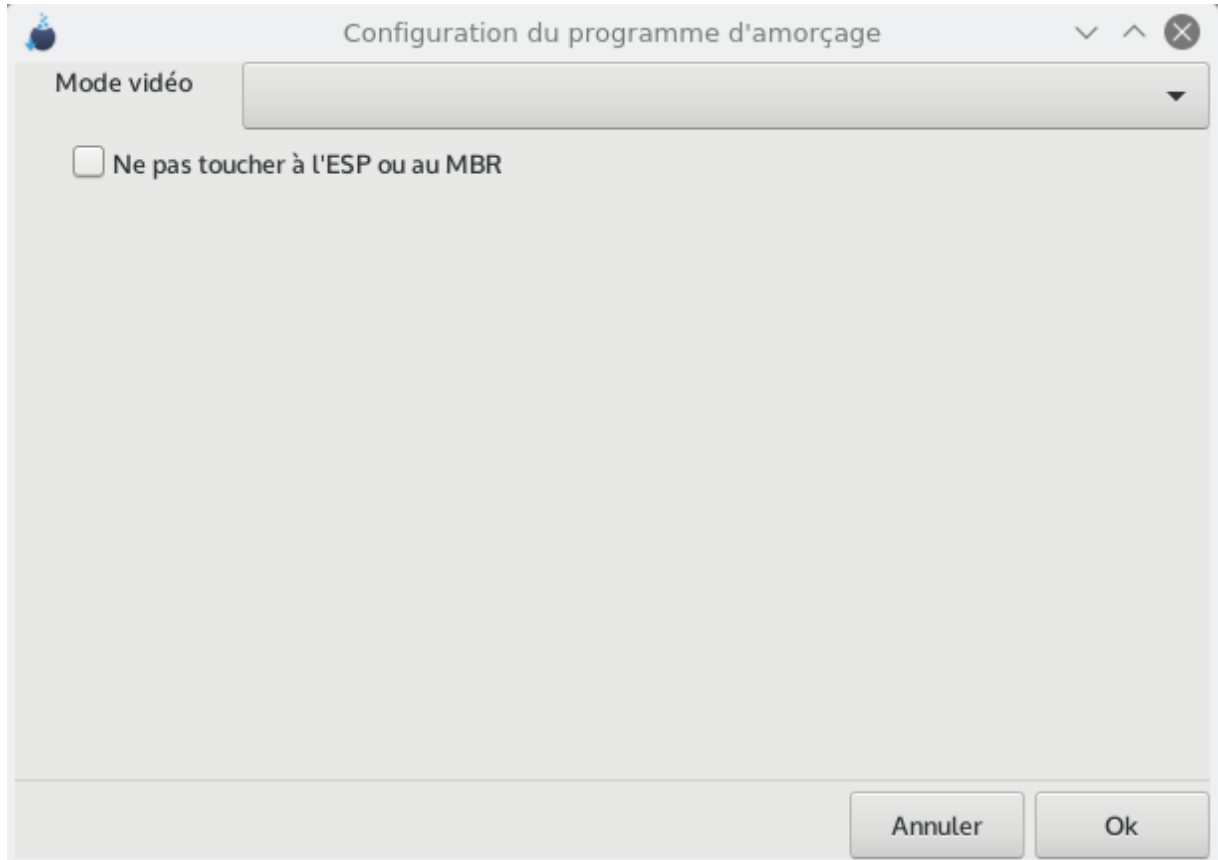 Configuration du programme d'amorçage
Mode vidéo
Ne pas toucher à l'ESP ou au MBR
Annuler Ok